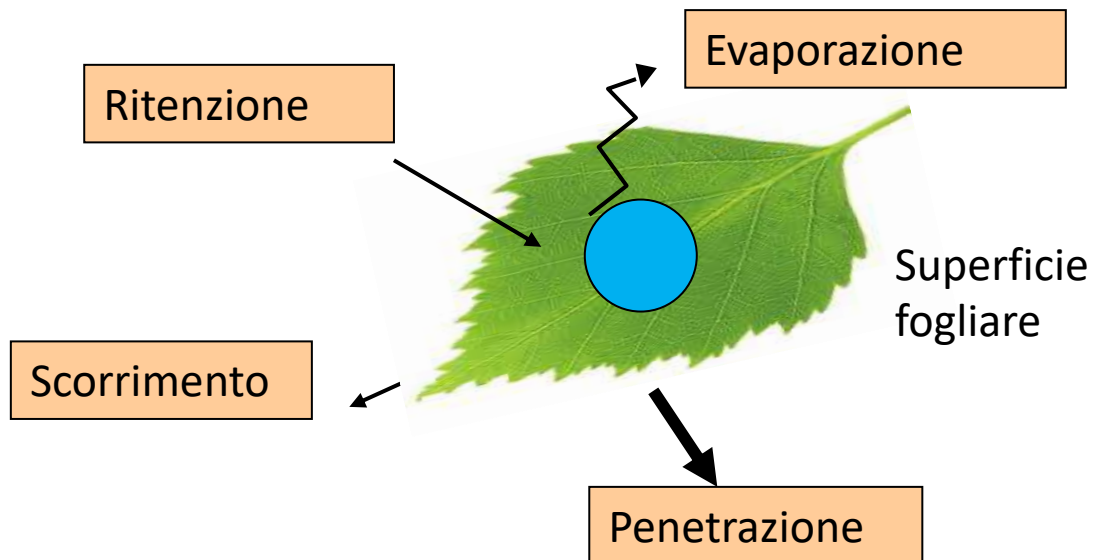 Evaporazione
Ritenzione
Superficie
fogliare
Scorrimento
Penetrazione